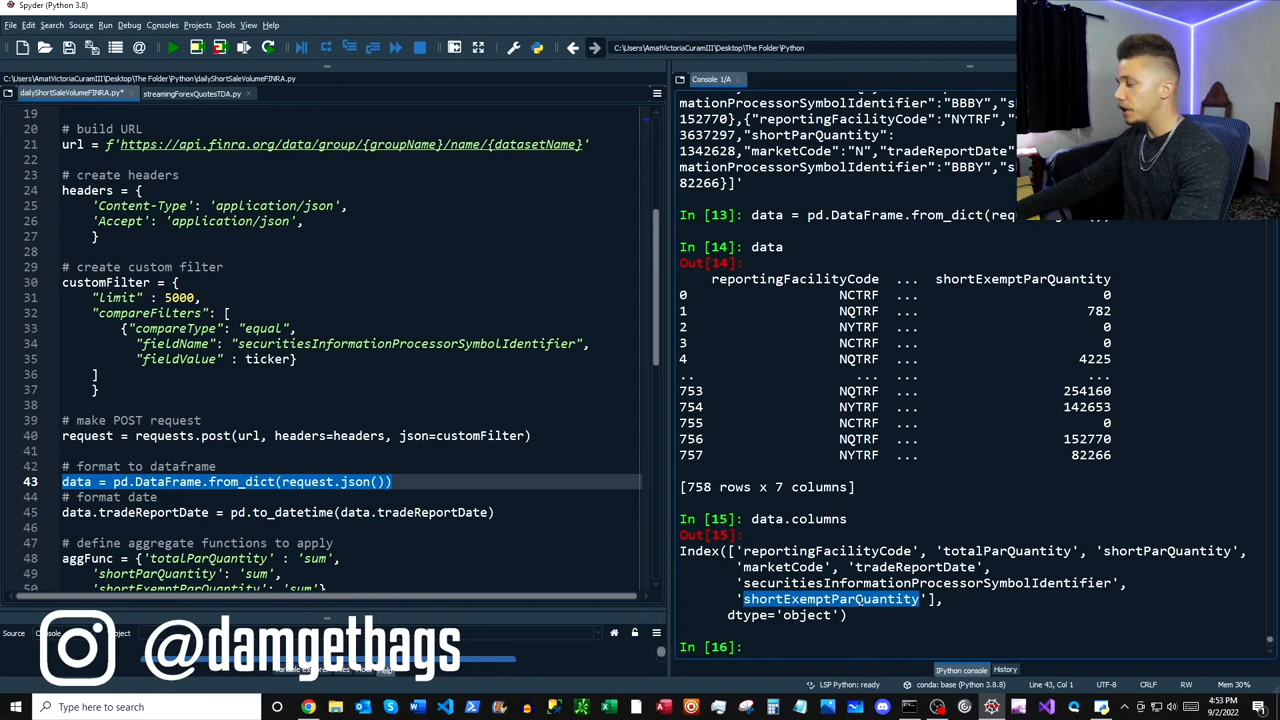 Spyder (Python 3.8)
File Edit Search Source Run Debug Consoles Projects Tools View Help
C:\Users\AmatVictoriaCuramIII\Desktop\The Folder\Python
C:\Users\AmatVictoriaCuramIII\Desktop\The Folder\Python\dailyShortSaleVolumeFINRA.py
dailyShortSaleVolumeFINRA.py*
streamingForexQuotesTDA.py
19
20 # build URL
21 url = f'https://api.finra.org/data/group/{groupName}/name/{datasetName}'
22
23 # create headers
24 headers = {
25 'Content-Type': 'application/json',
26 'Accept': 'application/json',
27 }
28
29 # create custom filter
30 customFilter = {
31 "limit" : 5000,
32 "compareFilters": [
33 {"compareType": "equal",
34 "fieldName": "securitiesInformationProcessorSymbolIdentifier",
35 "fieldValue" : ticker}
36 ]
37 }
38
39 # make POST request
40 request = requests.post(url, headers=headers, json=customFilter)
41
42 # format to dataframe
43 data = pd.DataFrame.from_dict(request.json())
44 # format date
45 data.tradeReportDate = pd.to_datetime(data.tradeReportDate)
46
47 # define aggregate functions to apply
48 aggFunc = {'totalParQuantity' : 'sum',
49 'shortParQuantity': 'sum',
50 'shortExemptParQuantity': 'sum'}
Source
@damgetbags
Console 1/A
mationProcessorSymbolIdentifier":"BBBY","sh
152770},{"reportingFacilityCode":"NYTRF","
3637297,"shortParQuantity":
1342628,"marketCode":"N","tradeReportDate"
mationProcessorSymbolIdentifier":"BBBY","sh
82266}]'
In [13]: data = pd.DataFrame.from_dict(request.json())
In [14]: data
Out[14]:
reportingFacilityCode ... shortExemptParQuantity
0 NCTRF ... 0
1 NQTRF ... 782
2 NYTRF ... 0
3 NCTRF ... 0
4 NQTRF ... 4225
.. ... ... ...
753 NQTRF ... 254160
754 NYTRF ... 142653
755 NCTRF ... 0
756 NQTRF ... 152770
757 NYTRF ... 82266
[758 rows x 7 columns]
In [15]: data.columns
Out[15]:
Index(['reportingFacilityCode', 'totalParQuantity', 'shortParQuantity',
'marketCode', 'tradeReportDate',
'securitiesInformationProcessorSymbolIdentifier',
'shortExemptParQuantity'],
dtype='object')
In [16]:
IPython console History
LSP Python: ready conda: base (Python 3.8.8) Line 43, Col 1 UTF-8 CRLF RW Mem 30%
Type here to search
4:53 PM
9/2/2022